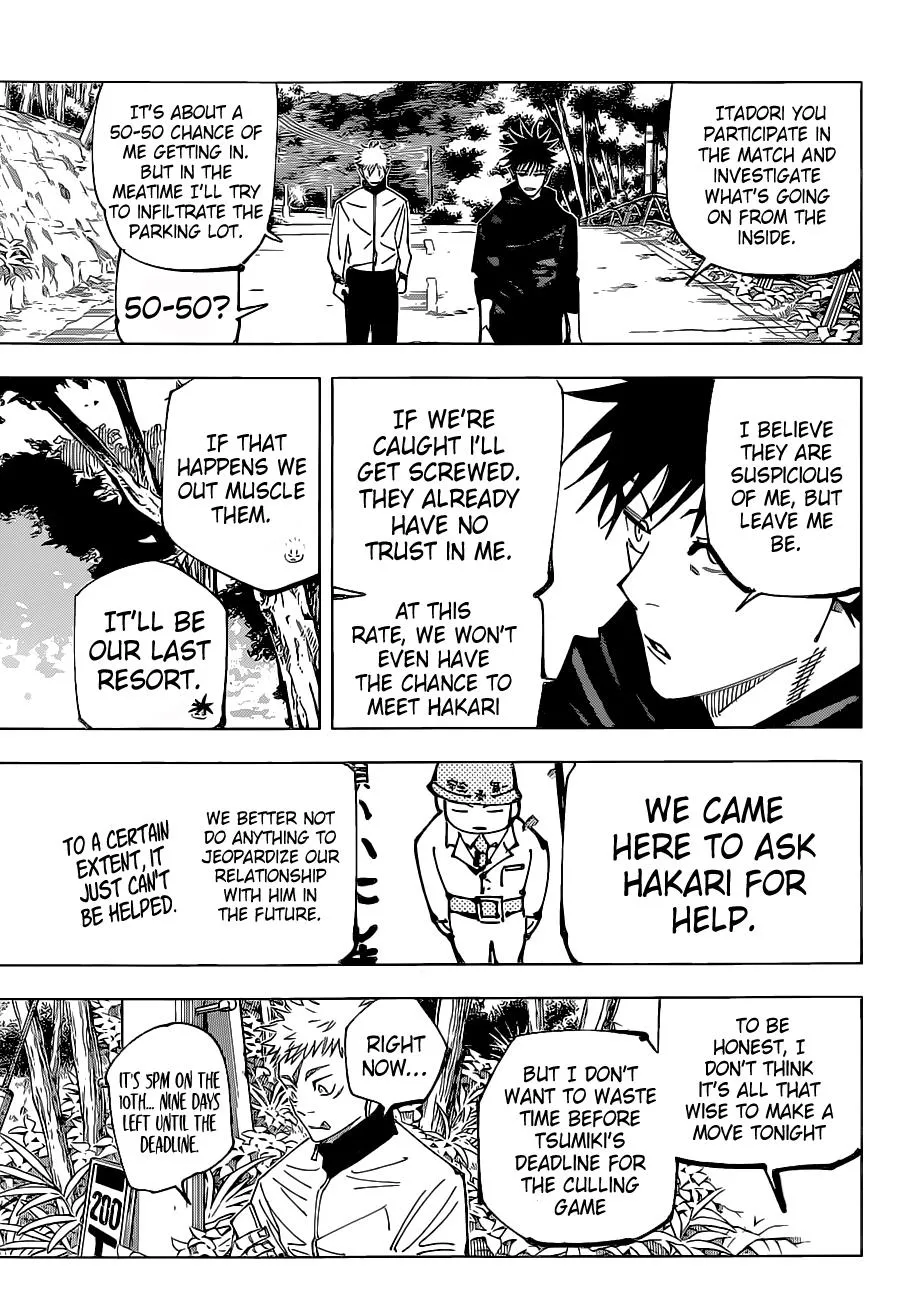 ITADORI YOU
PARTICIPATE IN
THE MATCH AND
INVESTIGATE
WHAT'S GOING
ON FROM THE
INSIDE.
IT'S ABOUT A
50-50 CHANCE OF
ME GETTING IN.
BUT IN THE
MEATIME I'LL TRY
TO INFILTRATE THE
PARKING LOT.
50-50?
I BELIEVE
THEY ARE
SUSPICIOUS
OF ME, BUT
LEAVE ME
BE.
IF WE'RE
CAUGHT I'LL
GET SCREWED.
THEY ALREADY
HAVE NO
TRUST IN ME.
AT THIS
RATE, WE WON'T
EVEN HAVE
THE CHANCE TO
MEET HAKARI
IF THAT
HAPPENS WE
OUT MUSCLE
THEM.
IT'LL BE
OUR LAST
RESORT.
WE CAME
HERE TO ASK
HAKARI FOR
HELP.
WE BETTER NOT
DO ANYTHING TO
JEOPARDIZE OUR
RELATIONSHIP
WITH HIM IN
THE FUTURE.
TO A CERTAIN
EXTENT, IT
JUST CAN'T
BE HELPED.
TO BE
HONEST, I
DON'T THINK
IT'S ALL THAT
WISE TO MAKE A
MOVE TONIGHT
BUT I DON'T
WANT TO WASTE
TIME BEFORE
TSUMIKI'S
DEADLINE FOR
THE CULLING
GAME
RIGHT
NOW...
IT'S 5PM ON THE
10TH... NINE DAYS
LEFT UNTIL THE
DEADLINE.
200